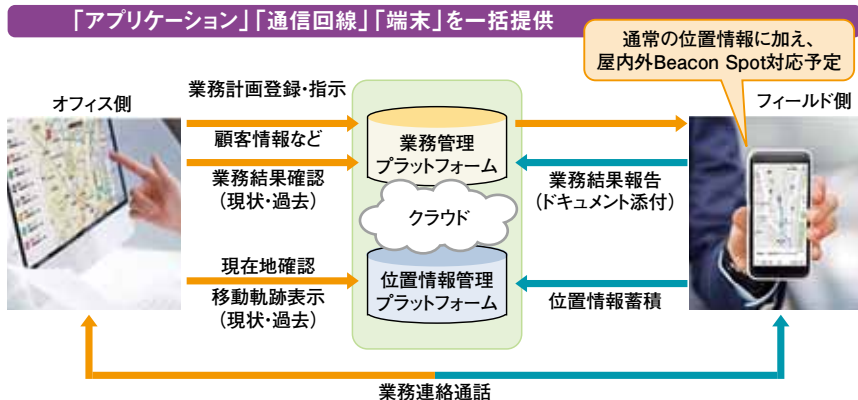 「アプリケーション」「通信回線」「端末」を一括提供
通常の位置情報に加え、
屋内外Beacon Spot対応予定
オフィス側
業務計画登録・指示
フィールド側
顧客情報など
業務管理
プラットフォーム
業務結果確認
（現状・過去）
業務結果報告
（ドキュメント添付）
クラウド
現在地確認
位置情報管理
プラットフォーム
移動軌跡表示
（現状・過去）
位置情報蓄積
業務連絡通話